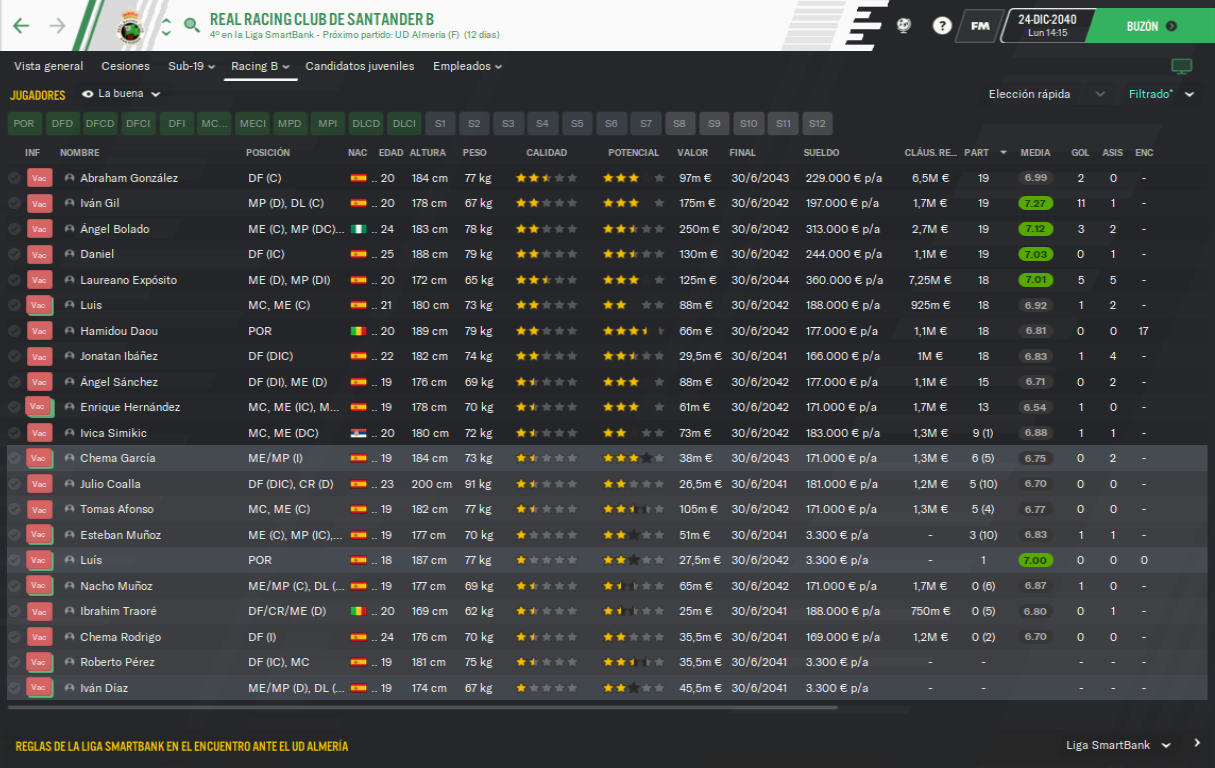 REAL RACING CLUB DE SANTANDER B
4º en la Liga SmartBank - Próximo partido: UD Almería (F) (12 días)
? FM 24-DIC-2040 Lun 14:15 BUZÓN
Vista general Cesiones Sub-19 Racing B Candidatos juveniles Empleados
JUGADORES La buena Elección rápida Filtrado*
POR DFD DFCD DFCI DFI MC... MECI MPD MPI DLCD DLCI S1 S2 S3 S4 S5 S6 S7 S8 S9 S10 S11 S12
INF NOMBRE POSICIÓN NAC EDAD ALTURA PESO CALIDAD POTENCIAL VALOR FINAL SUELDO CLÁUS. RE... PART MEDIA GOL ASIS ENC
Vac Abraham González DF (C) .. 20 184 cm 77 kg 97m € 30/6/2043 229.000 € p/a 6,5M € 19 6.99 2 0 -
Vac Iván Gil MP (D), DL (C) .. 20 178 cm 67 kg 175m € 30/6/2042 197.000 € p/a 1,7M € 19 7.27 11 1 -
Vac Ángel Bolado ME (C), MP (DC)... .. 24 183 cm 78 kg 250m € 30/6/2042 313.000 € p/a 2,7M € 19 7.12 3 2 -
Vac Daniel DF (IC) .. 25 188 cm 79 kg 130m € 30/6/2042 244.000 € p/a 1,1M € 19 7.03 0 1 -
Vac Laureano Expósito ME (D), MP (DI) .. 20 172 cm 65 kg 125m € 30/6/2044 360.000 € p/a 7,25M € 18 7.01 5 5 -
Vac Luis MC, ME (C) .. 21 180 cm 73 kg 88m € 30/6/2042 188.000 € p/a 925m € 18 6.92 1 2 -
Vac Hamidou Daou POR .. 20 189 cm 79 kg 66m € 30/6/2042 177.000 € p/a 1,1M € 18 6.81 0 0 17
Vac Jonatan Ibáñez DF (DIC) .. 22 182 cm 74 kg 29,5m € 30/6/2041 166.000 € p/a 1M € 18 6.83 1 4 -
Vac Ángel Sánchez DF (DI), ME (D) .. 19 176 cm 69 kg 88m € 30/6/2042 177.000 € p/a 1,1M € 15 6.71 0 2 -
Vac Enrique Hernández MC, ME (IC), M... .. 19 178 cm 70 kg 61m € 30/6/2042 171.000 € p/a 1,7M € 13 6.54 1 0 -
Vac Ivica Simikic MC, ME (DC) .. 20 180 cm 72 kg 73m € 30/6/2042 183.000 € p/a 1,3M € 9 (1) 6.88 1 1 -
Vac Chema García ME/MP (I) .. 19 184 cm 73 kg 38m € 30/6/2043 171.000 € p/a 1,3M € 6 (5) 6.75 0 2 -
Vac Julio Coalla DF (DIC), CR (D) .. 23 200 cm 91 kg 26,5m € 30/6/2041 181.000 € p/a 1,2M € 5 (10) 6.70 0 0 -
Vac Tomas Afonso MC, ME (C) .. 19 182 cm 77 kg 105m € 30/6/2042 171.000 € p/a 1,3M € 5 (4) 6.77 0 0 -
Vac Esteban Muñoz ME (C), MP (IC),... .. 19 177 cm 70 kg 51m € 30/6/2042 3.300 € p/a - 3 (10) 6.83 1 1 -
Vac Luís POR .. 18 187 cm 77 kg 27,5m € 30/6/2042 3.300 € p/a - 1 7.00 0 0 0
Vac Nacho Muñoz ME/MP (C), DL (... .. 19 177 cm 69 kg 65m € 30/6/2042 171.000 € p/a 1,7M € 0 (6) 6.87 1 0 -
Vac Ibrahim Traoré DF/CR/ME (D) .. 20 169 cm 62 kg 25m € 30/6/2041 188.000 € p/a 750m € 0 (5) 6.80 0 1 -
Vac Chema Rodrigo DF (I) .. 24 176 cm 70 kg 35,5m € 30/6/2041 169.000 € p/a 1,2M € 0 (2) 6.70 0 0 -
Vac Roberto Pérez DF (IC), MC .. 19 181 cm 75 kg 35,5m € 30/6/2041 3.300 € p/a - - - - -
Vac Iván Díaz ME/MP (D), DL (... .. 19 174 cm 67 kg 45,5m € 30/6/2041 3.300 € p/a - - - - -
REGLAS DE LA LIGA SMARTBANK EN EL ENCUENTRO ANTE EL UD ALMERÍA Liga SmartBank